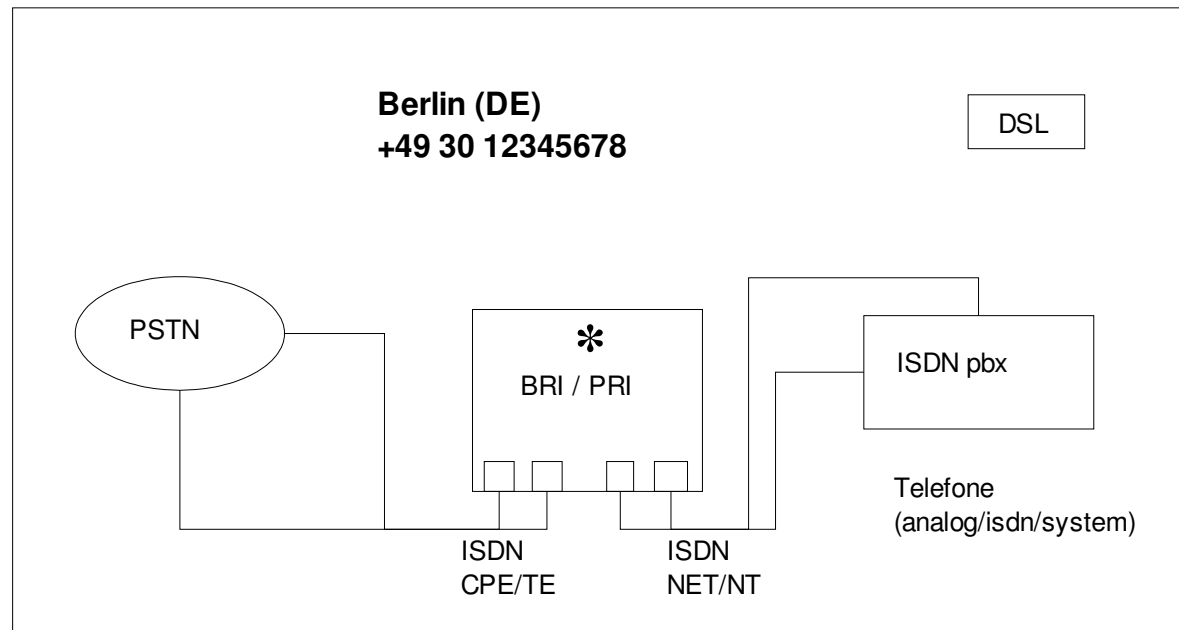 Berlin (DE)
+49 30 12345678
DSL
PSTN
*
BRI / PRI
ISDN pbx
Telefone
(analog/isdn/system)
ISDN
CPE/TE
ISDN
NET/NT